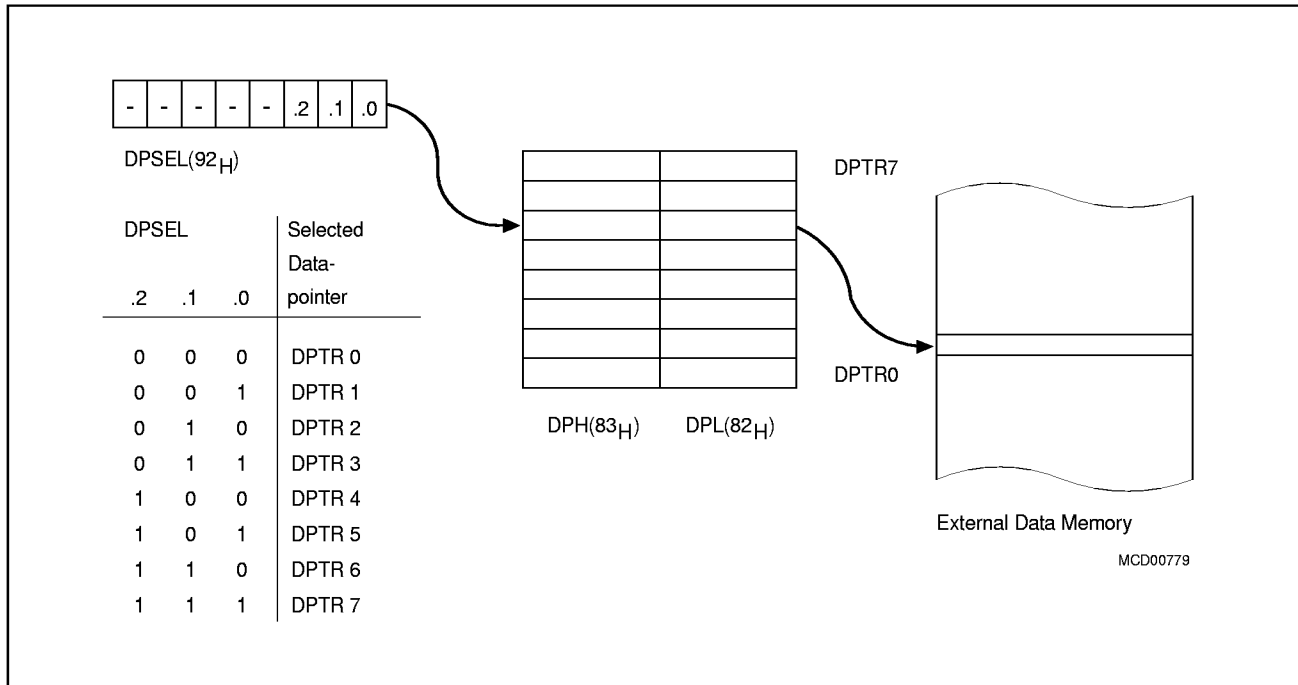 - - - - - .2 .1 .0
DPSEL(92H)
DPSEL Selected
Data-
.2 .1 .0 pointer
0 0 0 DPTR 0
0 0 1 DPTR 1
0 1 0 DPTR 2
0 1 1 DPTR 3
1 0 0 DPTR 4
1 0 1 DPTR 5
1 1 0 DPTR 6
1 1 1 DPTR 7
DPTR7
DPTR0
DPH(83H) DPL(82H)
External Data Memory
MCD00779